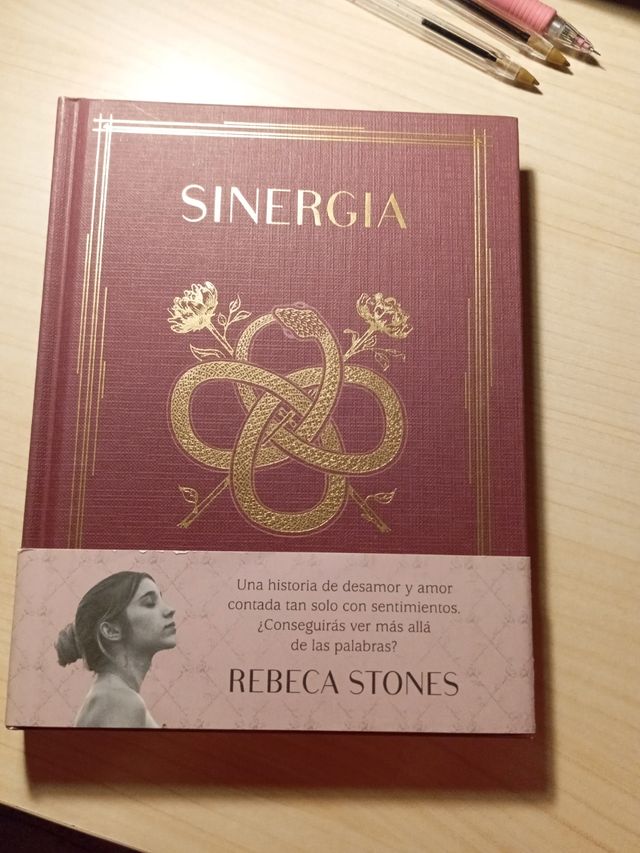 SINERGIA
Una historia de desamor y amor
contada tan solo con sentimientos.
¿Conseguirás ver más allá
de las palabras?
REBECA STONES